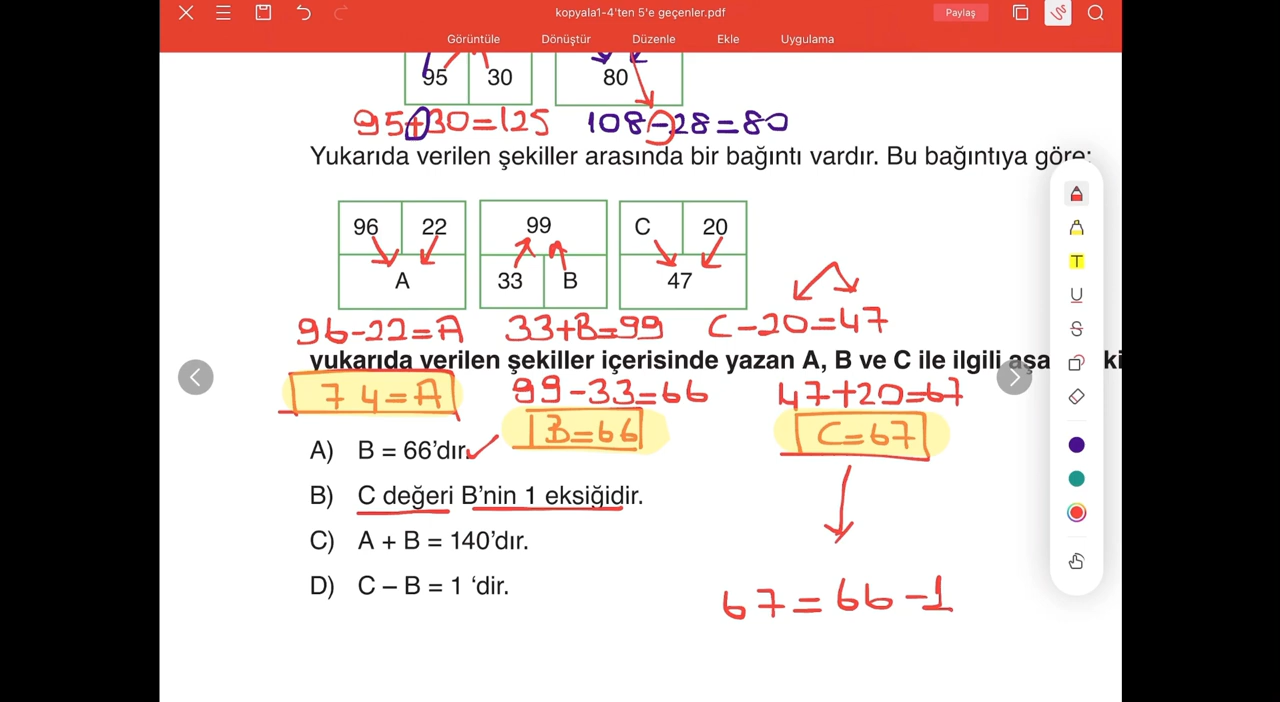 kopyala1-4'ten 5'e geçenler.pdf
Paylaş
Görüntüle Dönüştür Düzenle Ekle Uygulama
95 30 80
95+30=125 108-28=80
Yukarıda verilen şekiller arasında bir bağıntı vardır. Bu bağıntıya göre;
96 22 99 C 20
A 33 B 47
96-22=A 33+B=99 C-20=47
yukarıda verilen şekiller içerisinde yazan A, B ve C ile ilgili aşa ki
74=A 99-33=66 47+20=67
B=66 C=67
A) B = 66'dır.
B) C değeri B'nin 1 eksiğidir.
C) A + B = 140'dır.
D) C – B = 1 'dir.
67=66-1
T
U
S